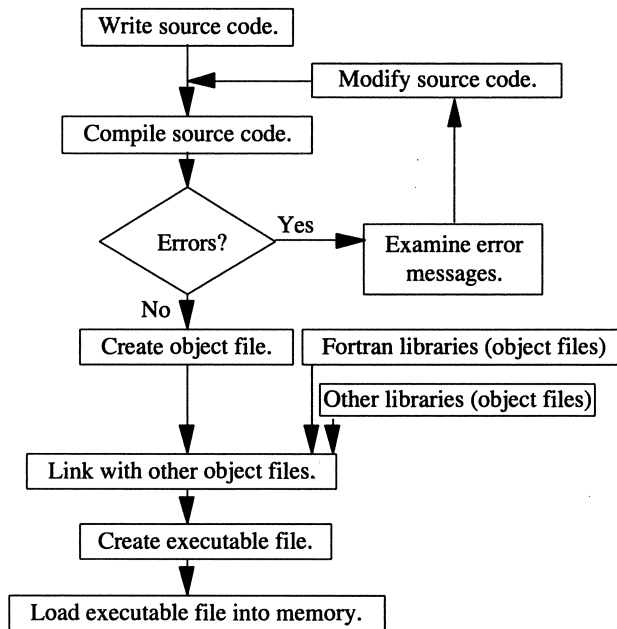 Write source code.
Modify source code.
Compile source code.
Errors?
Yes
Examine error
messages.
No
Create object file.
Fortran libraries (object files)
Other libraries (object files)
Link with other object files.
Create executable file.
Load executable file into memory.